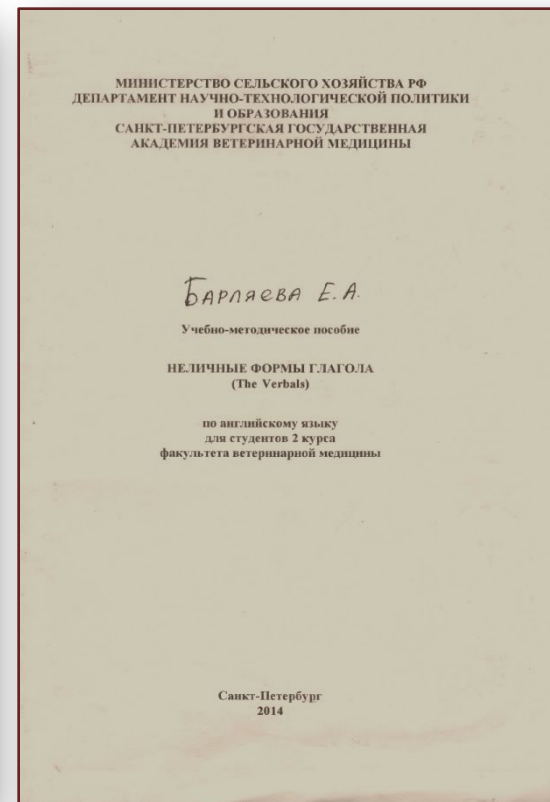 МИНИСТЕРСТВО СЕЛЬСКОГО ХОЗЯЙСТВА РФ
ДЕПАРТАМЕНТ НАУЧНО-ТЕХНОЛОГИЧЕСКОЙ ПОЛИТИКИ
И ОБРАЗОВАНИЯ
САНКТ-ПЕТЕРБУРГСКАЯ ГОСУДАРСТВЕННАЯ
АКАДЕМИЯ ВЕТЕРИНАРНОЙ МЕДИЦИНЫ
БАРЛЯЕВА Е.А.
Учебно-методическое пособие
НЕЛИЧНЫЕ ФОРМЫ ГЛАГОЛА
(The Verbals)
по английскому языку
для студентов 2 курса
факультета ветеринарной медицины
Санкт-Петербург
2014